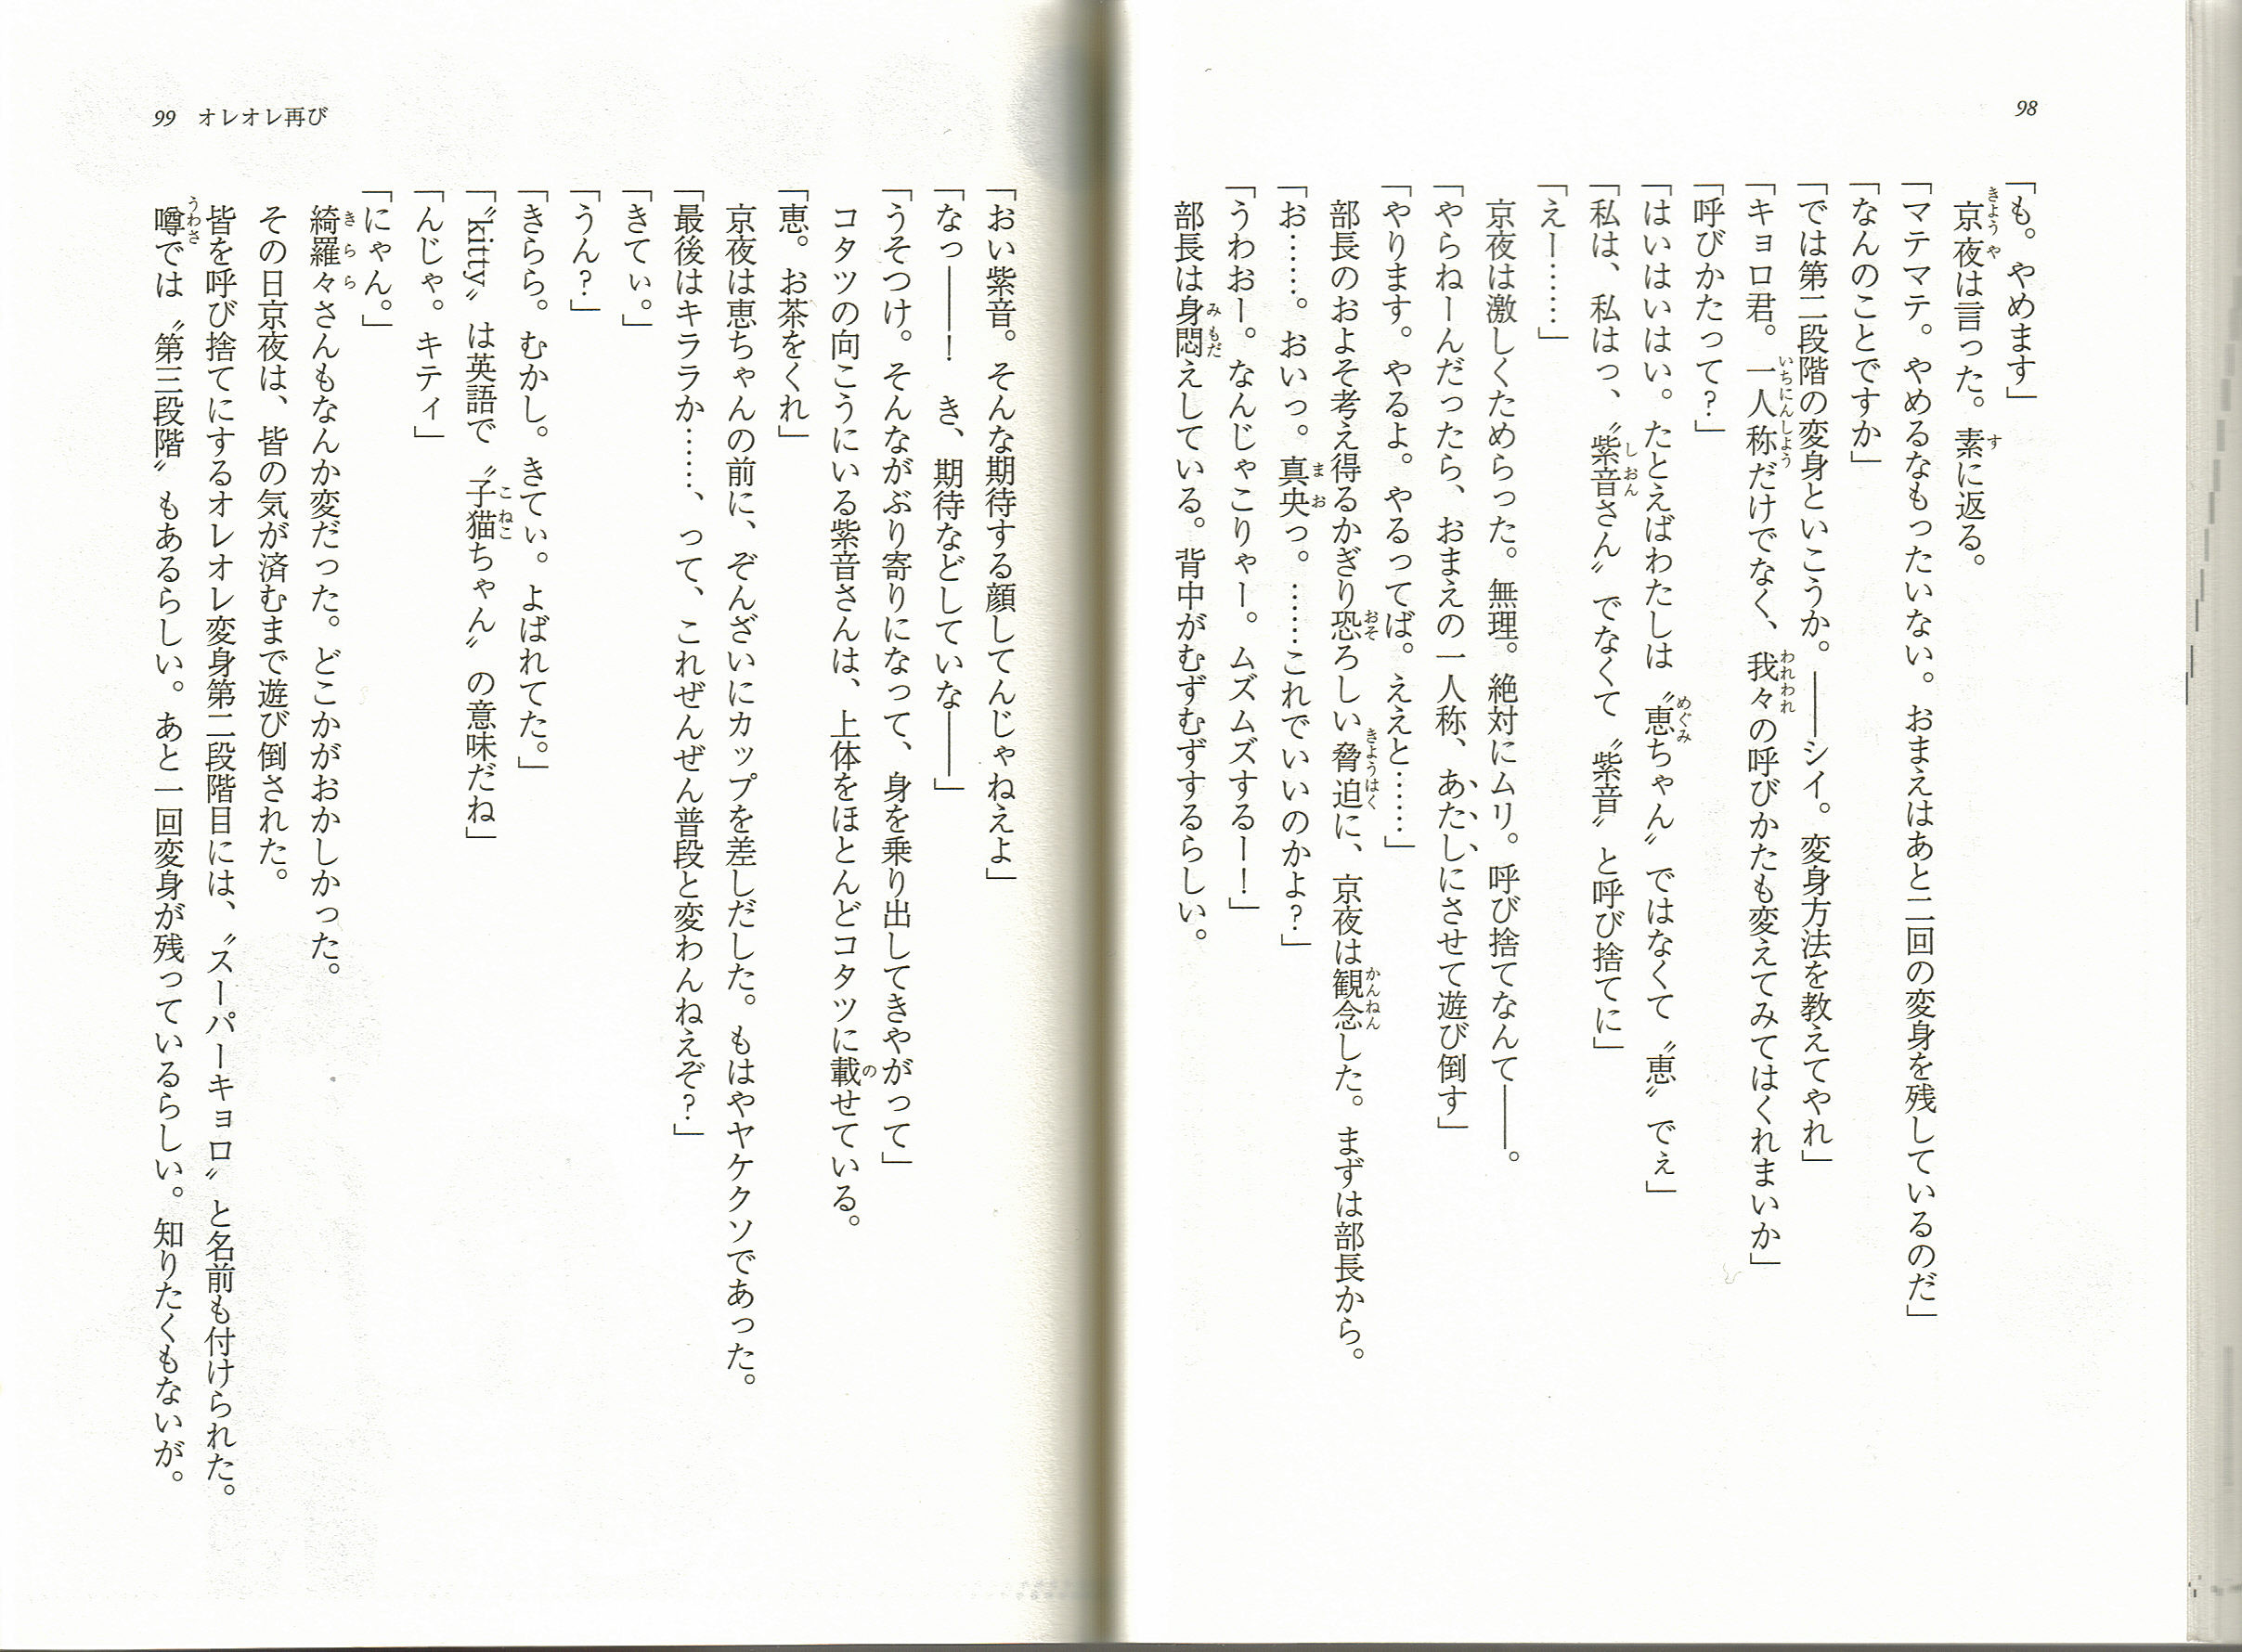 98
「も。やめます」
京夜は言った。素に返る。
「マテマテ。やめるなもったいない。おまえはあと二回の変身を残しているのだ」
「なんのことですか」
「では第二段階の変身といこうか。――シイ。変身方法を教えてやれ」
「キョロ君。一人称だけでなく、我々の呼びかたも変えてみてはくれまいか」
「呼びかたって？」
「はいはいはい。たとえばわたしは〝恵ちゃん〟ではなくて〝恵〟でぇ」
「私は、私はっ、〝紫音さん〟でなくて〝紫音〟と呼び捨てに」
「えー……」
京夜は激しくためらった。無理。絶対にムリ。呼び捨てなんて――。
「やらねーんだったら、おまえの一人称、あたしにさせて遊び倒す」
「やります。やるよ。やるってば。ええと……」
部長のおよそ考え得るかぎり恐ろしい脅迫に、京夜は観念した。まずは部長から。
「お……。おいっ。真央っ。……これでいいのかよ？」
「うわおー。なんじゃこりゃー。ムズムズするー！」
部長は身悶えしている。背中がむずむずするらしい。
99 オレオレ再び
「おい紫音。そんな期待する顔してんじゃねえよ」
「なっ――！　き、期待などしていな――」
「うそつけ。そんながぶり寄りになって、身を乗り出してきやがって」
コタツの向こうにいる紫音さんは、上体をほとんどコタツに載せている。
「恵。お茶をくれ」
京夜は恵ちゃんの前に、ぞんざいにカップを差しだした。もはやヤケクソであった。
「最後はキララか……、って、これぜんぜん普段と変わんねえぞ？」
「きてぃ。」
「うん？」
「きらら。むかし。きてぃ。よばれてた。」
「〝kitty〟は英語で〝子猫ちゃん〟の意味だね」
「んじゃ。キティ」
「にゃん。」
綺羅々さんもなんか変だった。どこかがおかしかった。
その日京夜は、皆の気が済むまで遊び倒された。
皆を呼び捨てにするオレオレ変身第二段階目には、〝スーパーキョロ〟と名前も付けられた。
噂では〝第三段階〟もあるらしい。あと一回変身が残っているらしい。知りたくもないが。